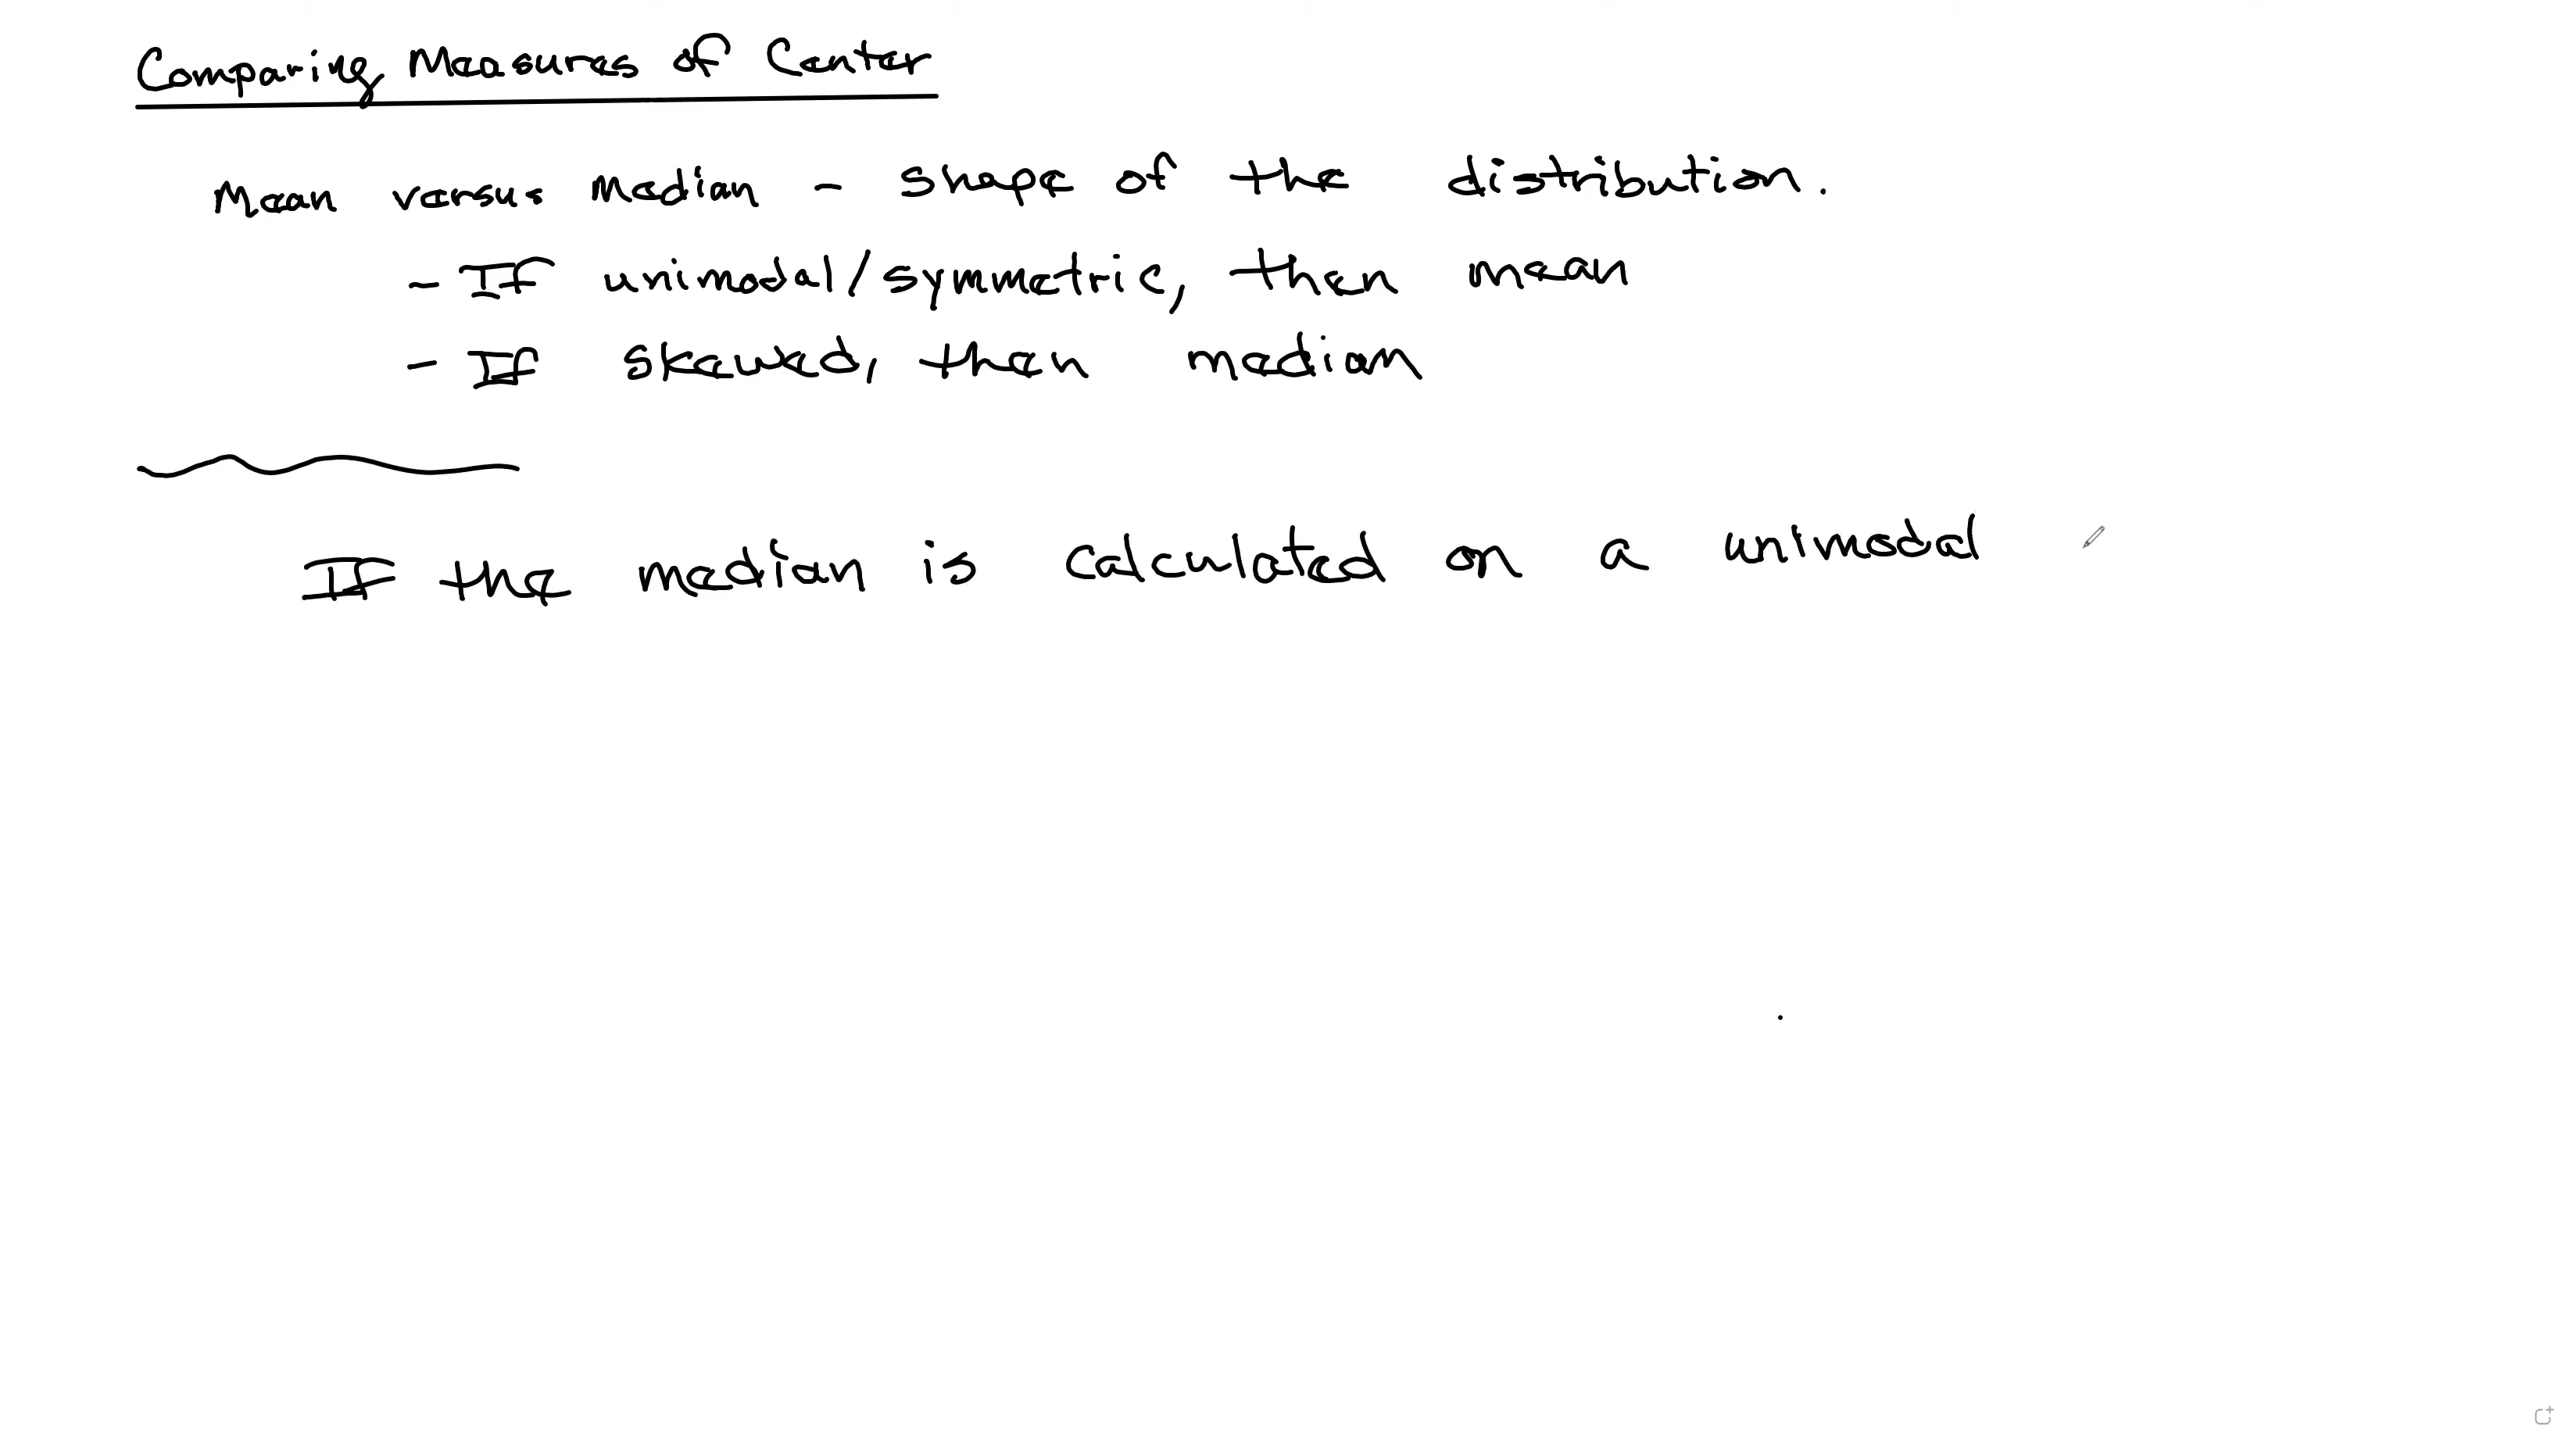 Comparing Measures of Center
Mean versus Median - shape of the distribution.
- If unimodal/symmetric, then mean
- If skewed, then median
If the median is calculated on a unimodal